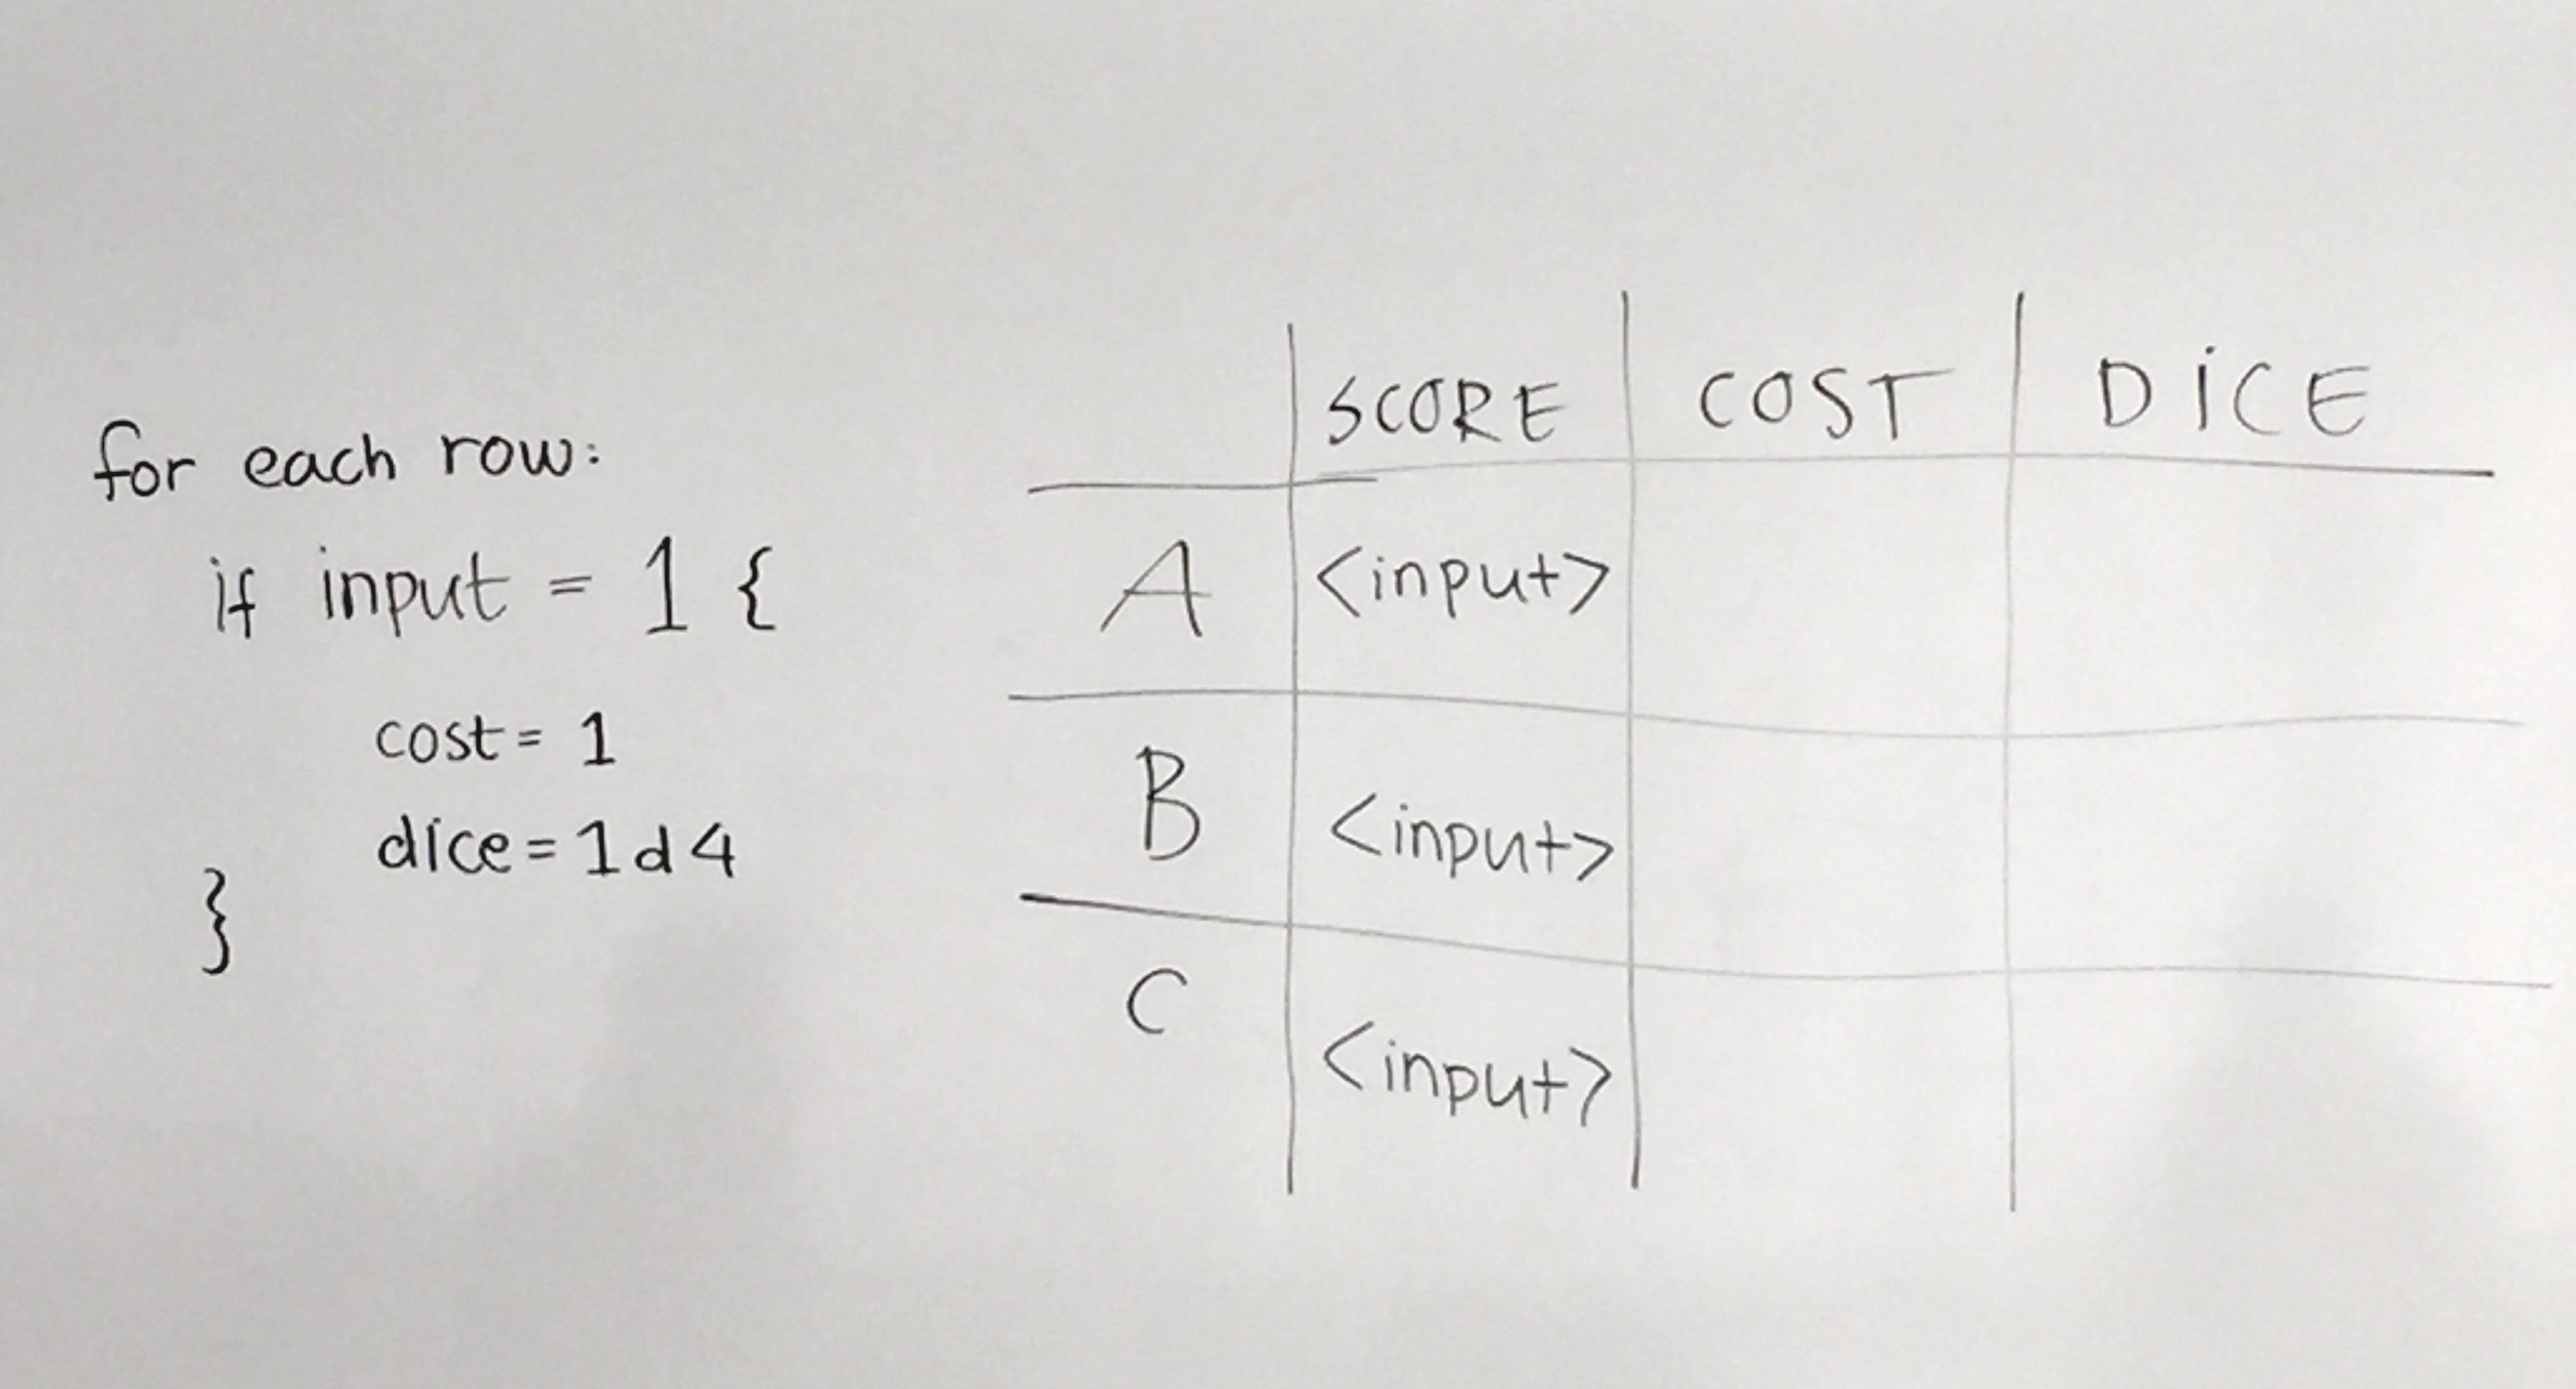 for each row:
if input = 1 {
cost = 1
dice = 1d4
}
SCORE COST DiCE
A <input>
B <input>
C <input>